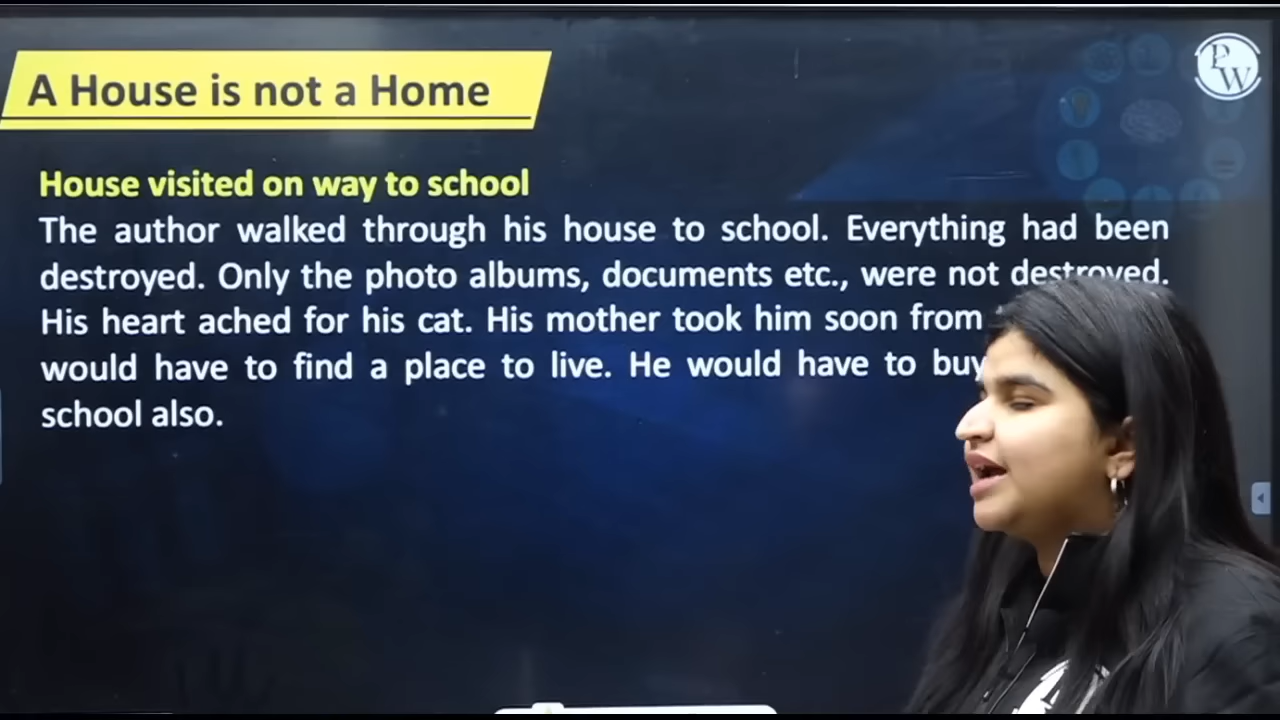 A House is not a Home
PW
House visited on way to school
The author walked through his house to school. Everything had been
destroyed. Only the photo albums, documents etc., were not destroyed.
His heart ached for his cat. His mother took him soon from
would have to find a place to live. He would have to buy
school also.